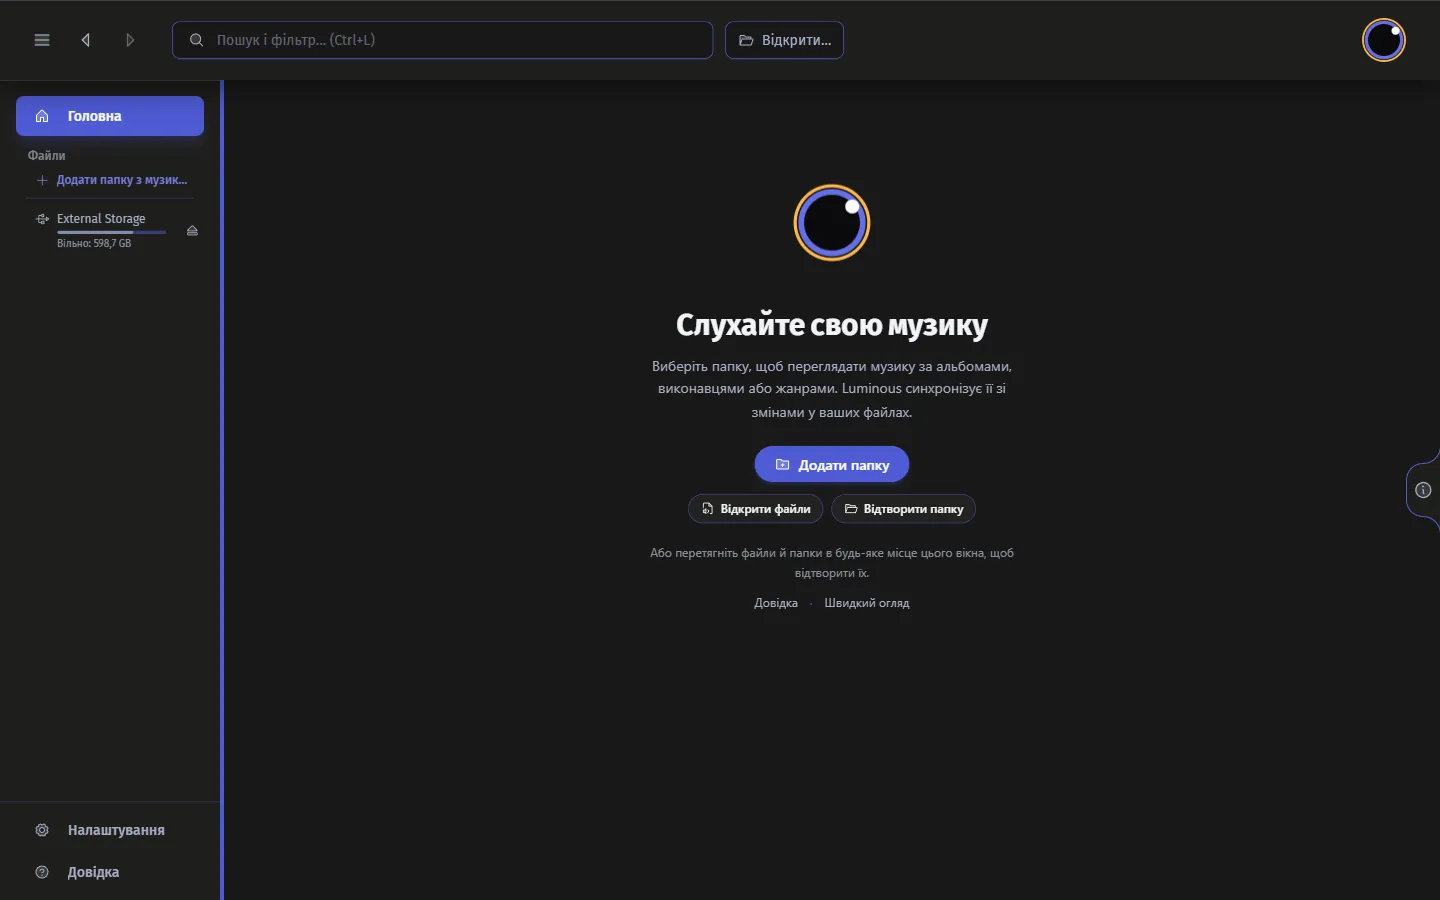 Пошук і фільтр... (Ctrl+L)
Відкрити...
Головна
Файли
Додати папку з музик...
External Storage
Вільно: 598,7 GB
Слухайте свою музику
Виберіть папку, щоб переглядати музику за альбомами,
виконавцями або жанрами. Luminous синхронізує її зі
змінами у ваших файлах.
Додати папку
Відкрити файли
Відтворити папку
Або перетягніть файли й папки в будь-яке місце цього вікна, щоб
відтворити їх.
Довідка · Швидкий огляд
Налаштування
Довідка